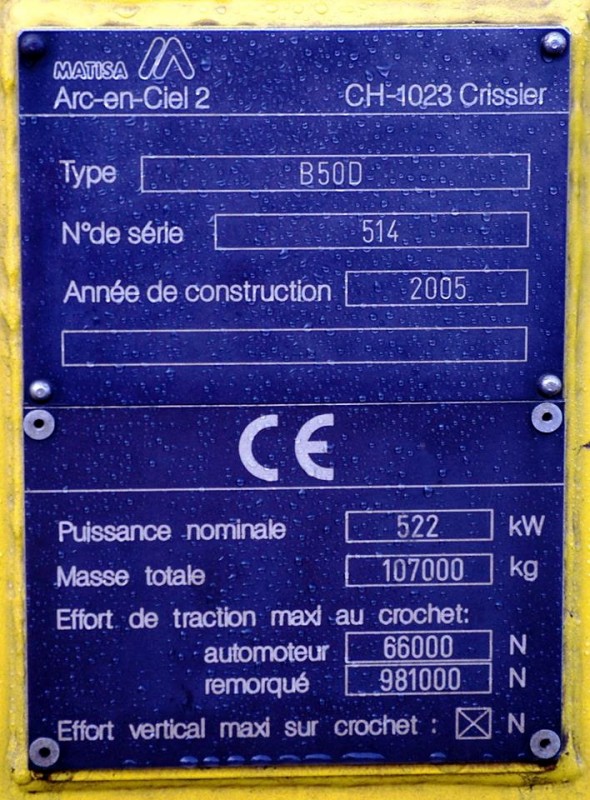 MATISA
Arc-en-Ciel 2 CH-1023 Crissier
Type B50D
N°de série 514
Année de construction 2005
CE
Puissance nominale 522 kW
Masse totale 107000 kg
Effort de traction maxi au crochet:
automoteur 66000 N
remorqué 981000 N
Effort vertical maxi sur crochet : N